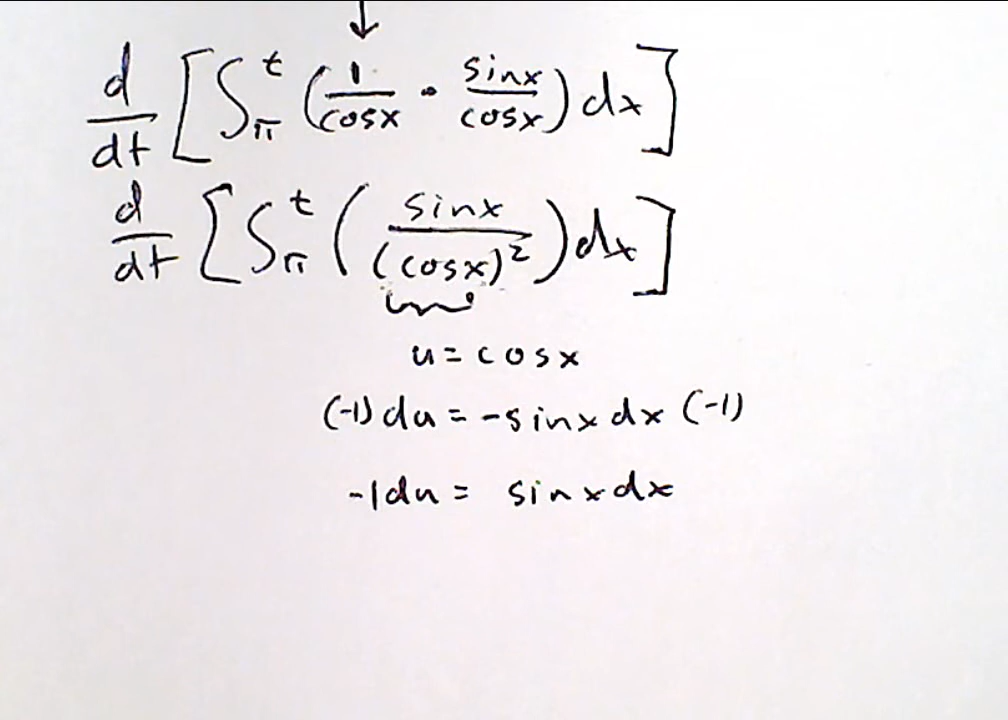 ↓
d/dt [∫_π^t (1/cosx · sinx/cosx) dx]
d/dt [∫_π^t (sinx/(cosx)²) dx]
u = cosx
(-1) du = -sinx dx (-1)
-1du = sinx dx